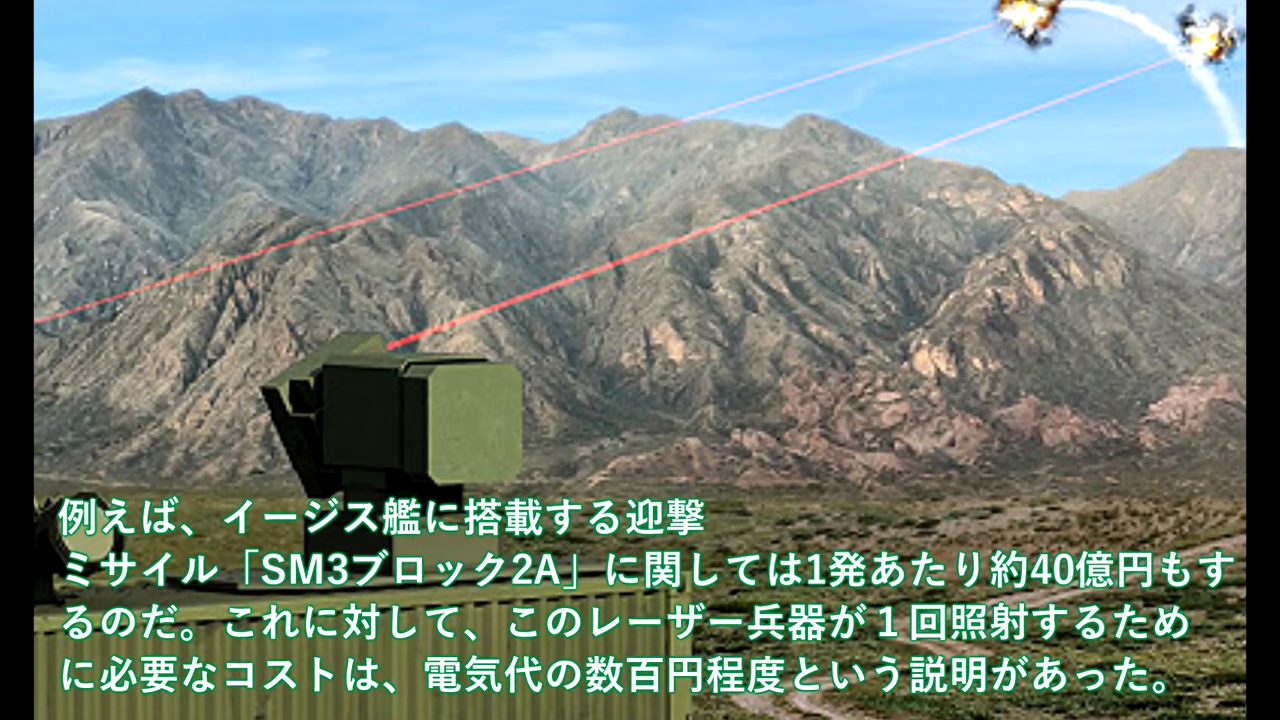 例えば、イージス艦に搭載する迎撃
ミサイル「SM3ブロック2A」に関しては1発あたり約40億円もす
るのだ。これに対して、このレーザー兵器が１回照射するため
に必要なコストは、電気代の数百円程度という説明があった。